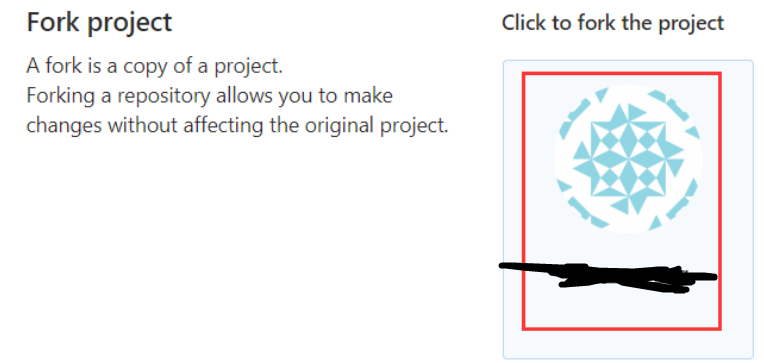 Fork project
A fork is a copy of a project.
Forking a repository allows you to make
changes without affecting the original project.
Click to fork the project